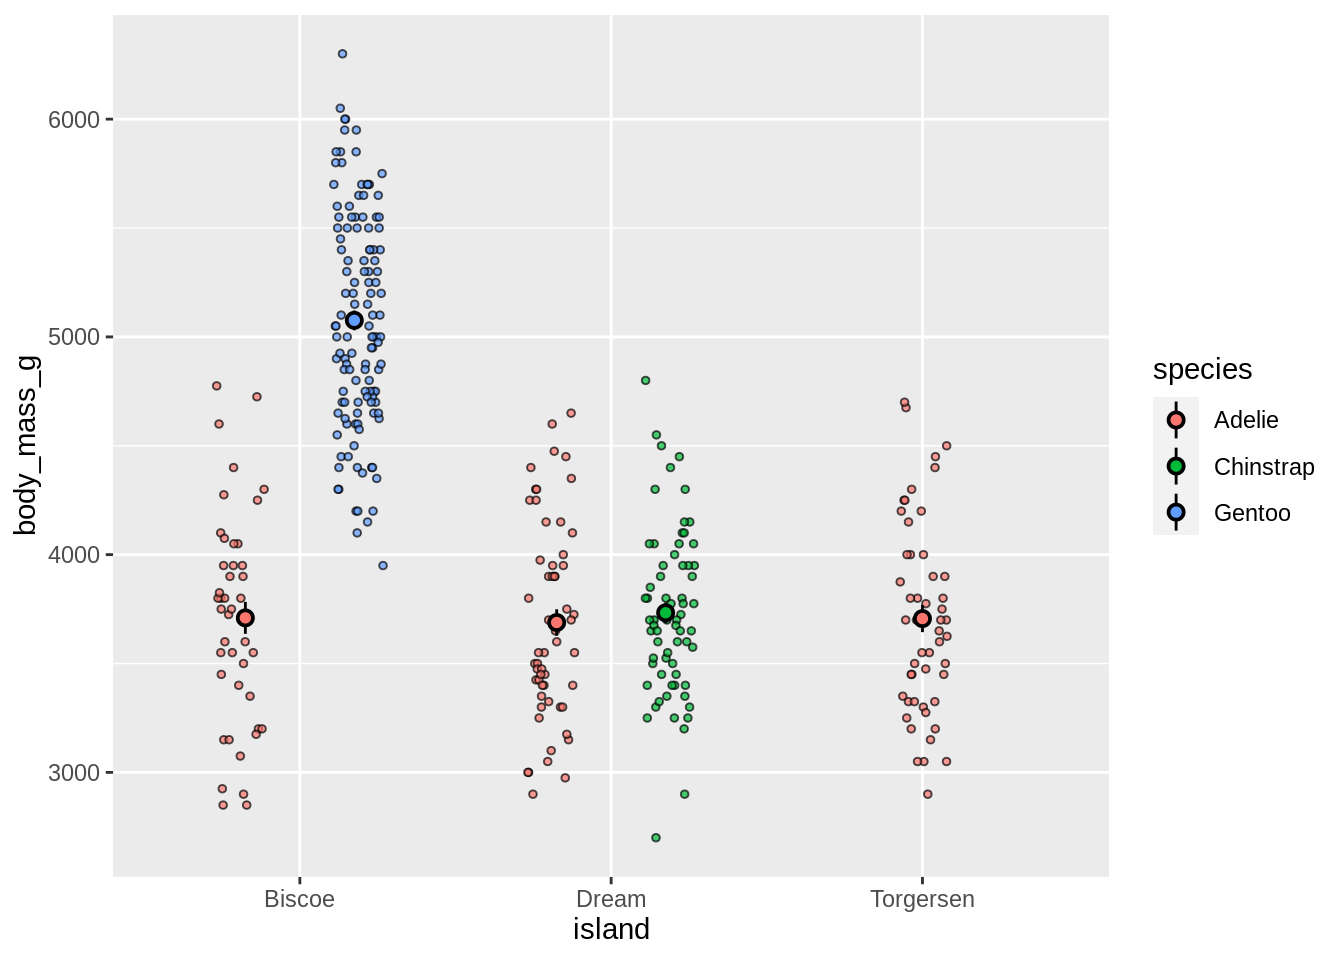 body_mass_g
6000
5000
4000
3000
Biscoe
Dream
Torgersen
island
species
Adelie
Chinstrap
Gentoo